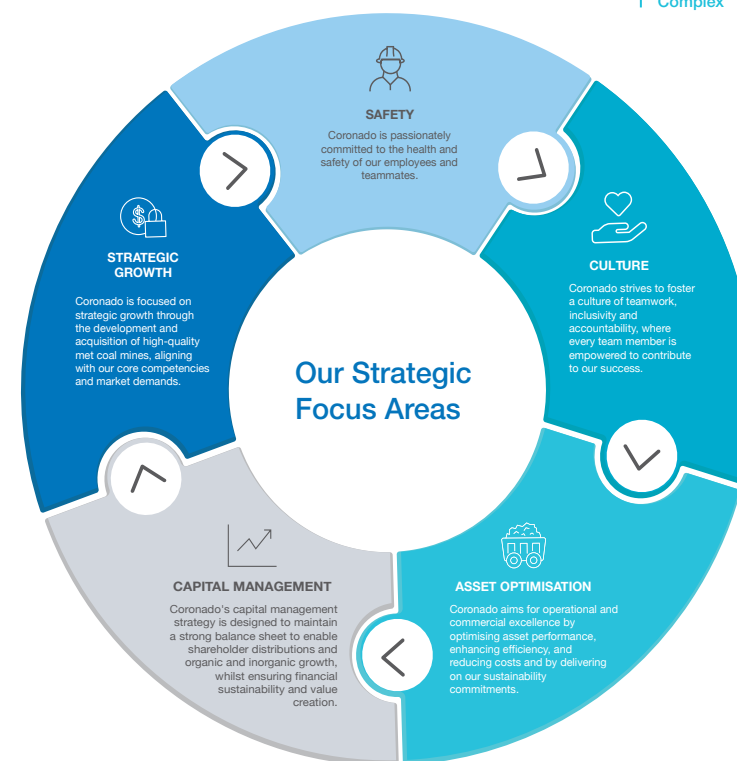 Complex
SAFETY
Coronado is passionately
committed to the health and
safety of our employees and
teammates.
CULTURE
Coronado strives to foster
a culture of teamwork,
inclusivity and
accountability, where
every team member is
empowered to contribute
to our success.
ASSET OPTIMISATION
Coronado aims for operational and
commercial excellence by
optimising asset performance,
enhancing efficiency, and
reducing costs and by delivering
on our sustainability
commitments.
CAPITAL MANAGEMENT
Coronado's capital management
strategy is designed to maintain
a strong balance sheet to enable
shareholder distributions and
organic and inorganic growth,
whilst ensuring financial
sustainability and value
creation.
STRATEGIC
GROWTH
Coronado is focused on
strategic growth through
the development and
acquisition of high-quality
met coal mines, aligning
with our core competencies
and market demands.
Our Strategic
Focus Areas